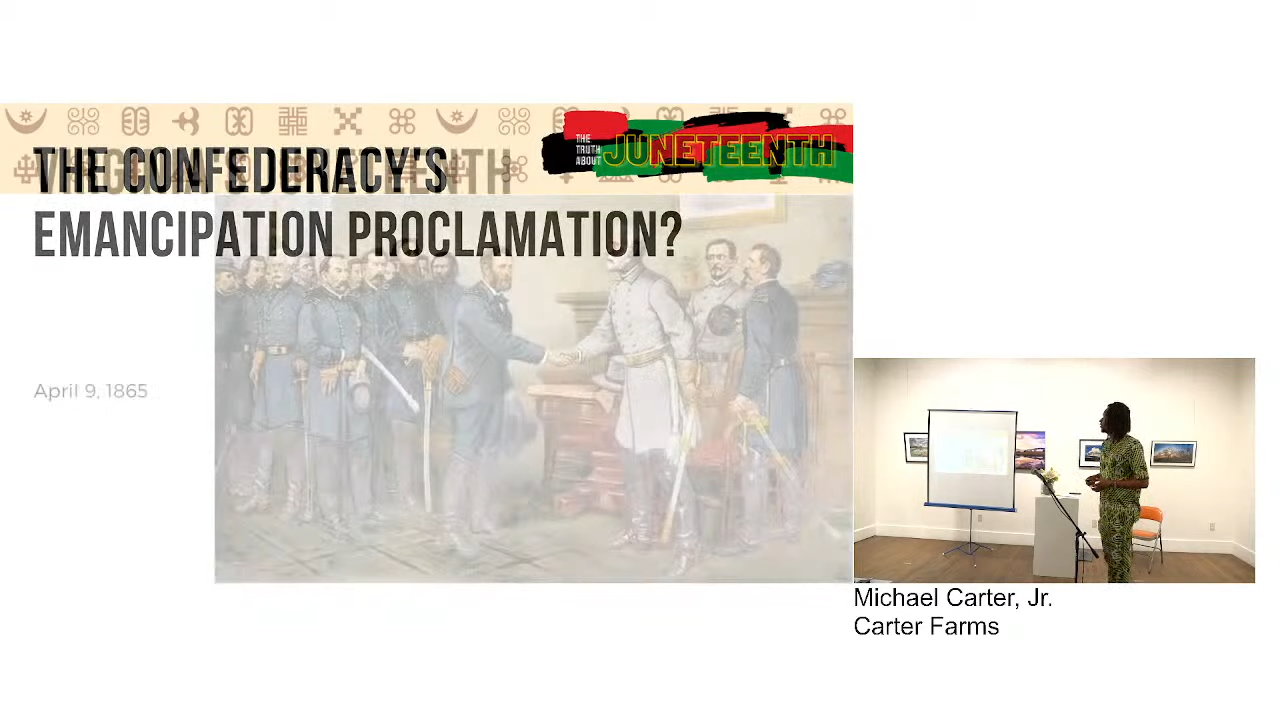 THE CONFEDERACY'S
EMANCIPATION PROCLAMATION?
THE
TRUTH
ABOUT
JUNETEENTH
April 9, 1865
Michael Carter, Jr.
Carter Farms